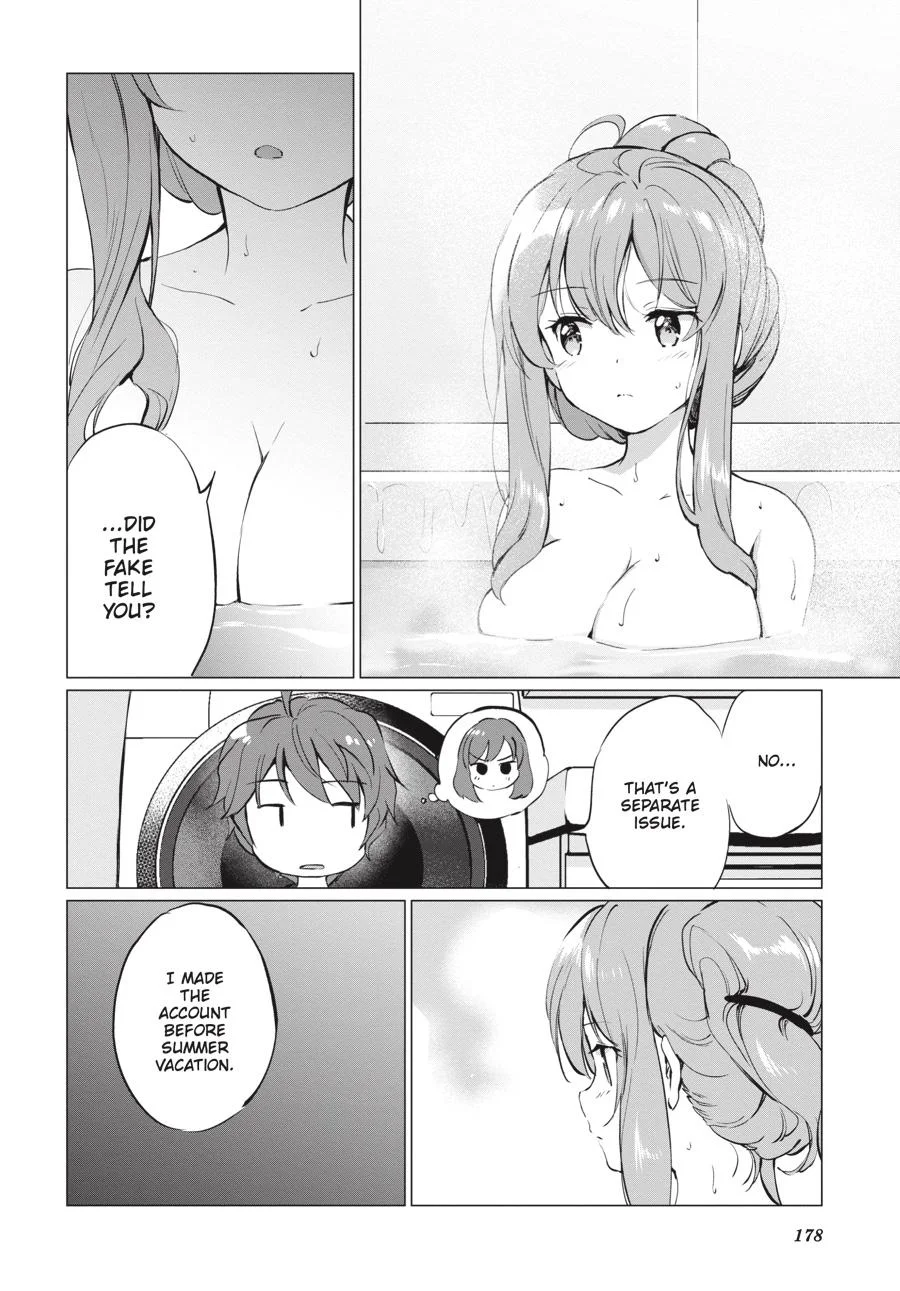 ...DID
THE
FAKE
TELL
YOU?
NO...
THAT'S A
SEPARATE
ISSUE.
I MADE
THE
ACCOUNT
BEFORE
SUMMER
VACATION.
178